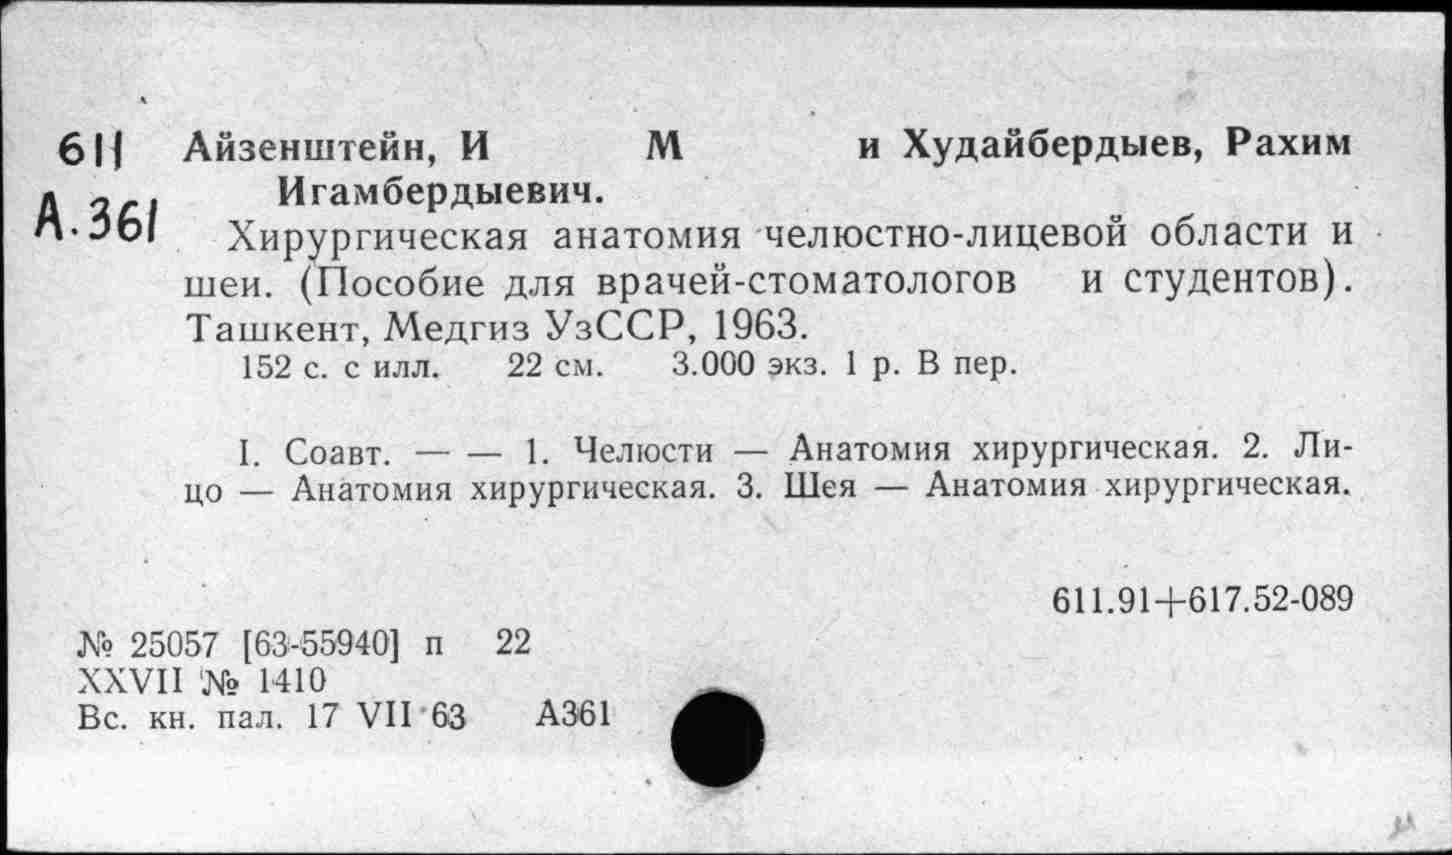 611 Айзенштейн, И М и Худайбердыев, Рахим
Игамбердыевич.
А.361
Хирургическая анатомия челюстно-лицевой области и
шеи. (Пособие для врачей-стоматологов и студентов).
Ташкент, Медгиз УзССР, 1963.
152 с. с илл. 22 см. 3.000 экз. 1 р. В пер.
I. Соавт. — — 1. Челюсти — Анатомия хирургическая. 2. Ли-
цо — Анатомия хирургическая. 3. Шея — Анатомия хирургическая.
611.91+617.52-089
№ 25057 [63-55940] п 22
XXVII № 1410
Вс. кн. пал. 17 VII 63 А361